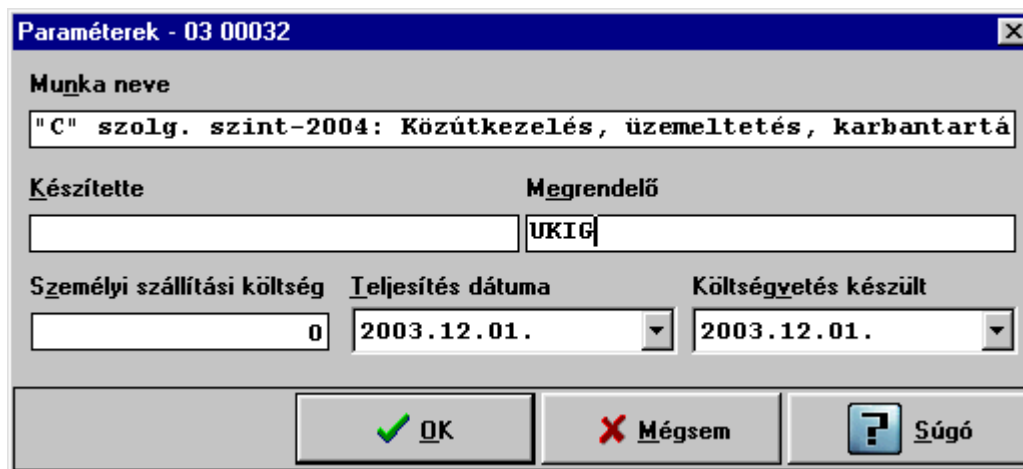 Paraméterek - 03 00032
Munka neve
"C" szolg. szint-2004: Közútkezelés, üzemeltetés, karbantartá
Készítette Megrendelő
UKIG
Személyi szállítási költség Teljesítés dátuma Költségvetés készült
0 2003.12.01. 2003.12.01.
OK Mégsem ? Súgó